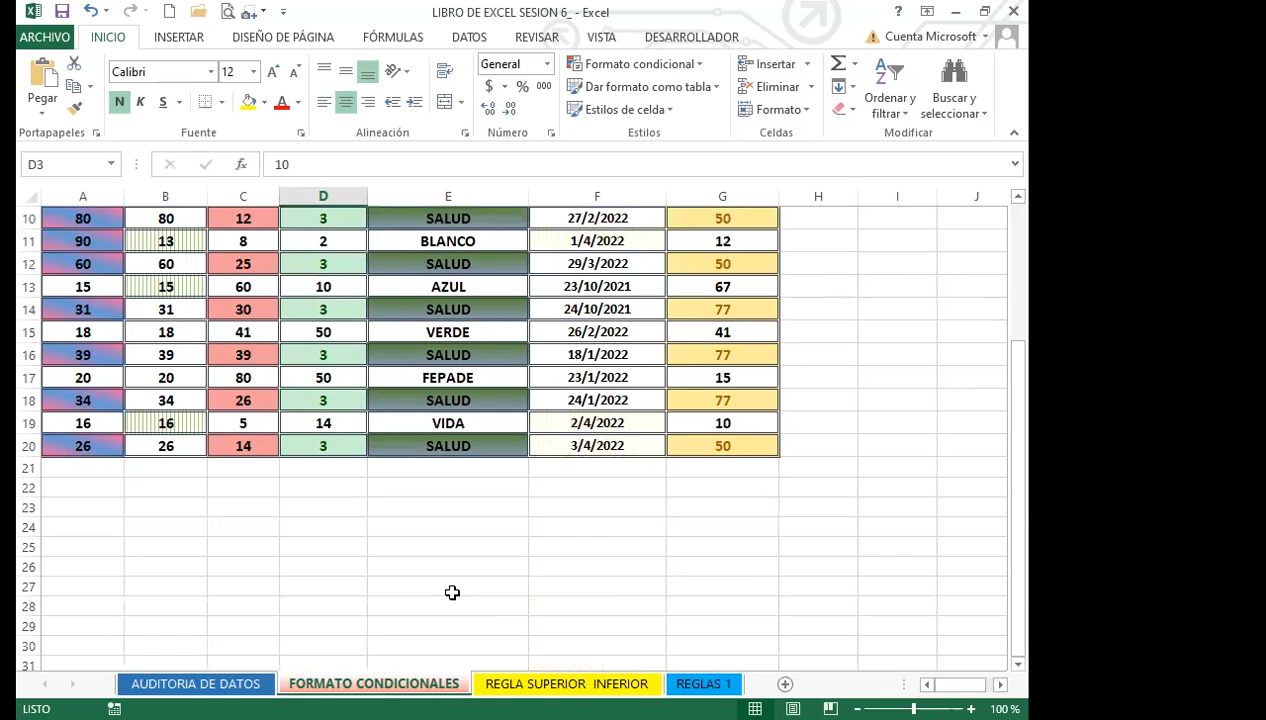 LIBRO DE EXCEL SESION 6_ - Excel
ARCHIVO INICIO INSERTAR DISEÑO DE PÁGINA FÓRMULAS DATOS REVISAR VISTA DESARROLLADOR Cuenta Microsoft
Pegar
Calibri 12
N K S
General
$ % 000
Formato condicional
Dar formato como tabla
Estilos de celda
Insertar
Eliminar
Formato
Ordenar y filtrar
Buscar y seleccionar
Portapapeles Fuente Alineación Número Estilos Celdas Modificar
D3 fx 10
A B C D E F G H I J
10 80 80 12 3 SALUD 27/2/2022 50
11 90 13 8 2 BLANCO 1/4/2022 12
12 60 60 25 3 SALUD 29/3/2022 50
13 15 15 60 10 AZUL 23/10/2021 67
14 31 31 30 3 SALUD 24/10/2021 77
15 18 18 41 50 VERDE 26/2/2022 41
16 39 39 39 3 SALUD 18/1/2022 77
17 20 20 80 50 FEPADE 23/1/2022 15
18 34 34 26 3 SALUD 24/1/2022 77
19 16 16 5 14 VIDA 2/4/2022 10
20 26 26 14 3 SALUD 3/4/2022 50
21
22
23
24
25
26
27
28
29
30
31
AUDITORIA DE DATOS FORMATO CONDICIONALES REGLA SUPERIOR INFERIOR REGLAS 1
LISTO 100 %